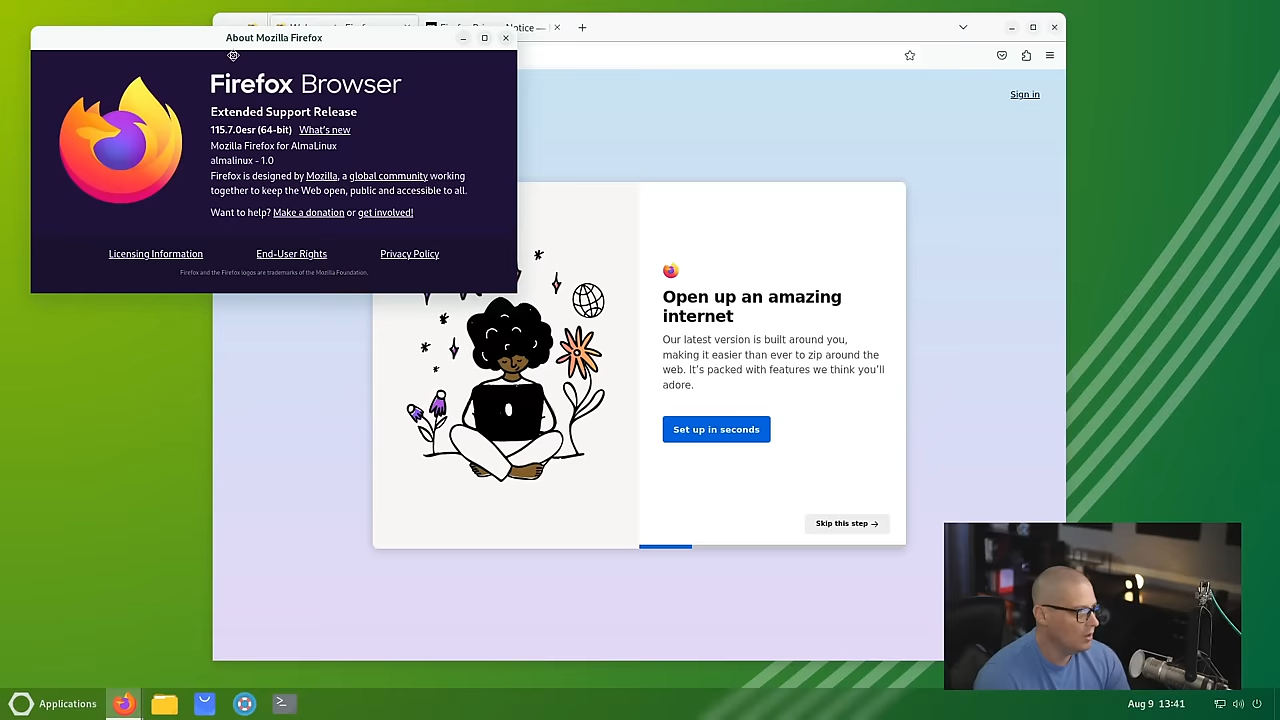 About Mozilla Firefox
Firefox Browser
Extended Support Release
115.7.0esr (64-bit) What's new
Mozilla Firefox for AlmaLinux
almalinux - 1.0
Firefox is designed by Mozilla, a global community working
together to keep the Web open, public and accessible to all.
Want to help? Make a donation or get involved!
Licensing Information End-User Rights Privacy Policy
Firefox and the Firefox logos are trademarks of the Mozilla Foundation.
Notice —
Sign in
Open up an amazing
internet
Our latest version is built around you,
making it easier than ever to zip around the
web. It's packed with features we think you'll
adore.
Set up in seconds
Skip this step →
Applications
Aug 9 13:41